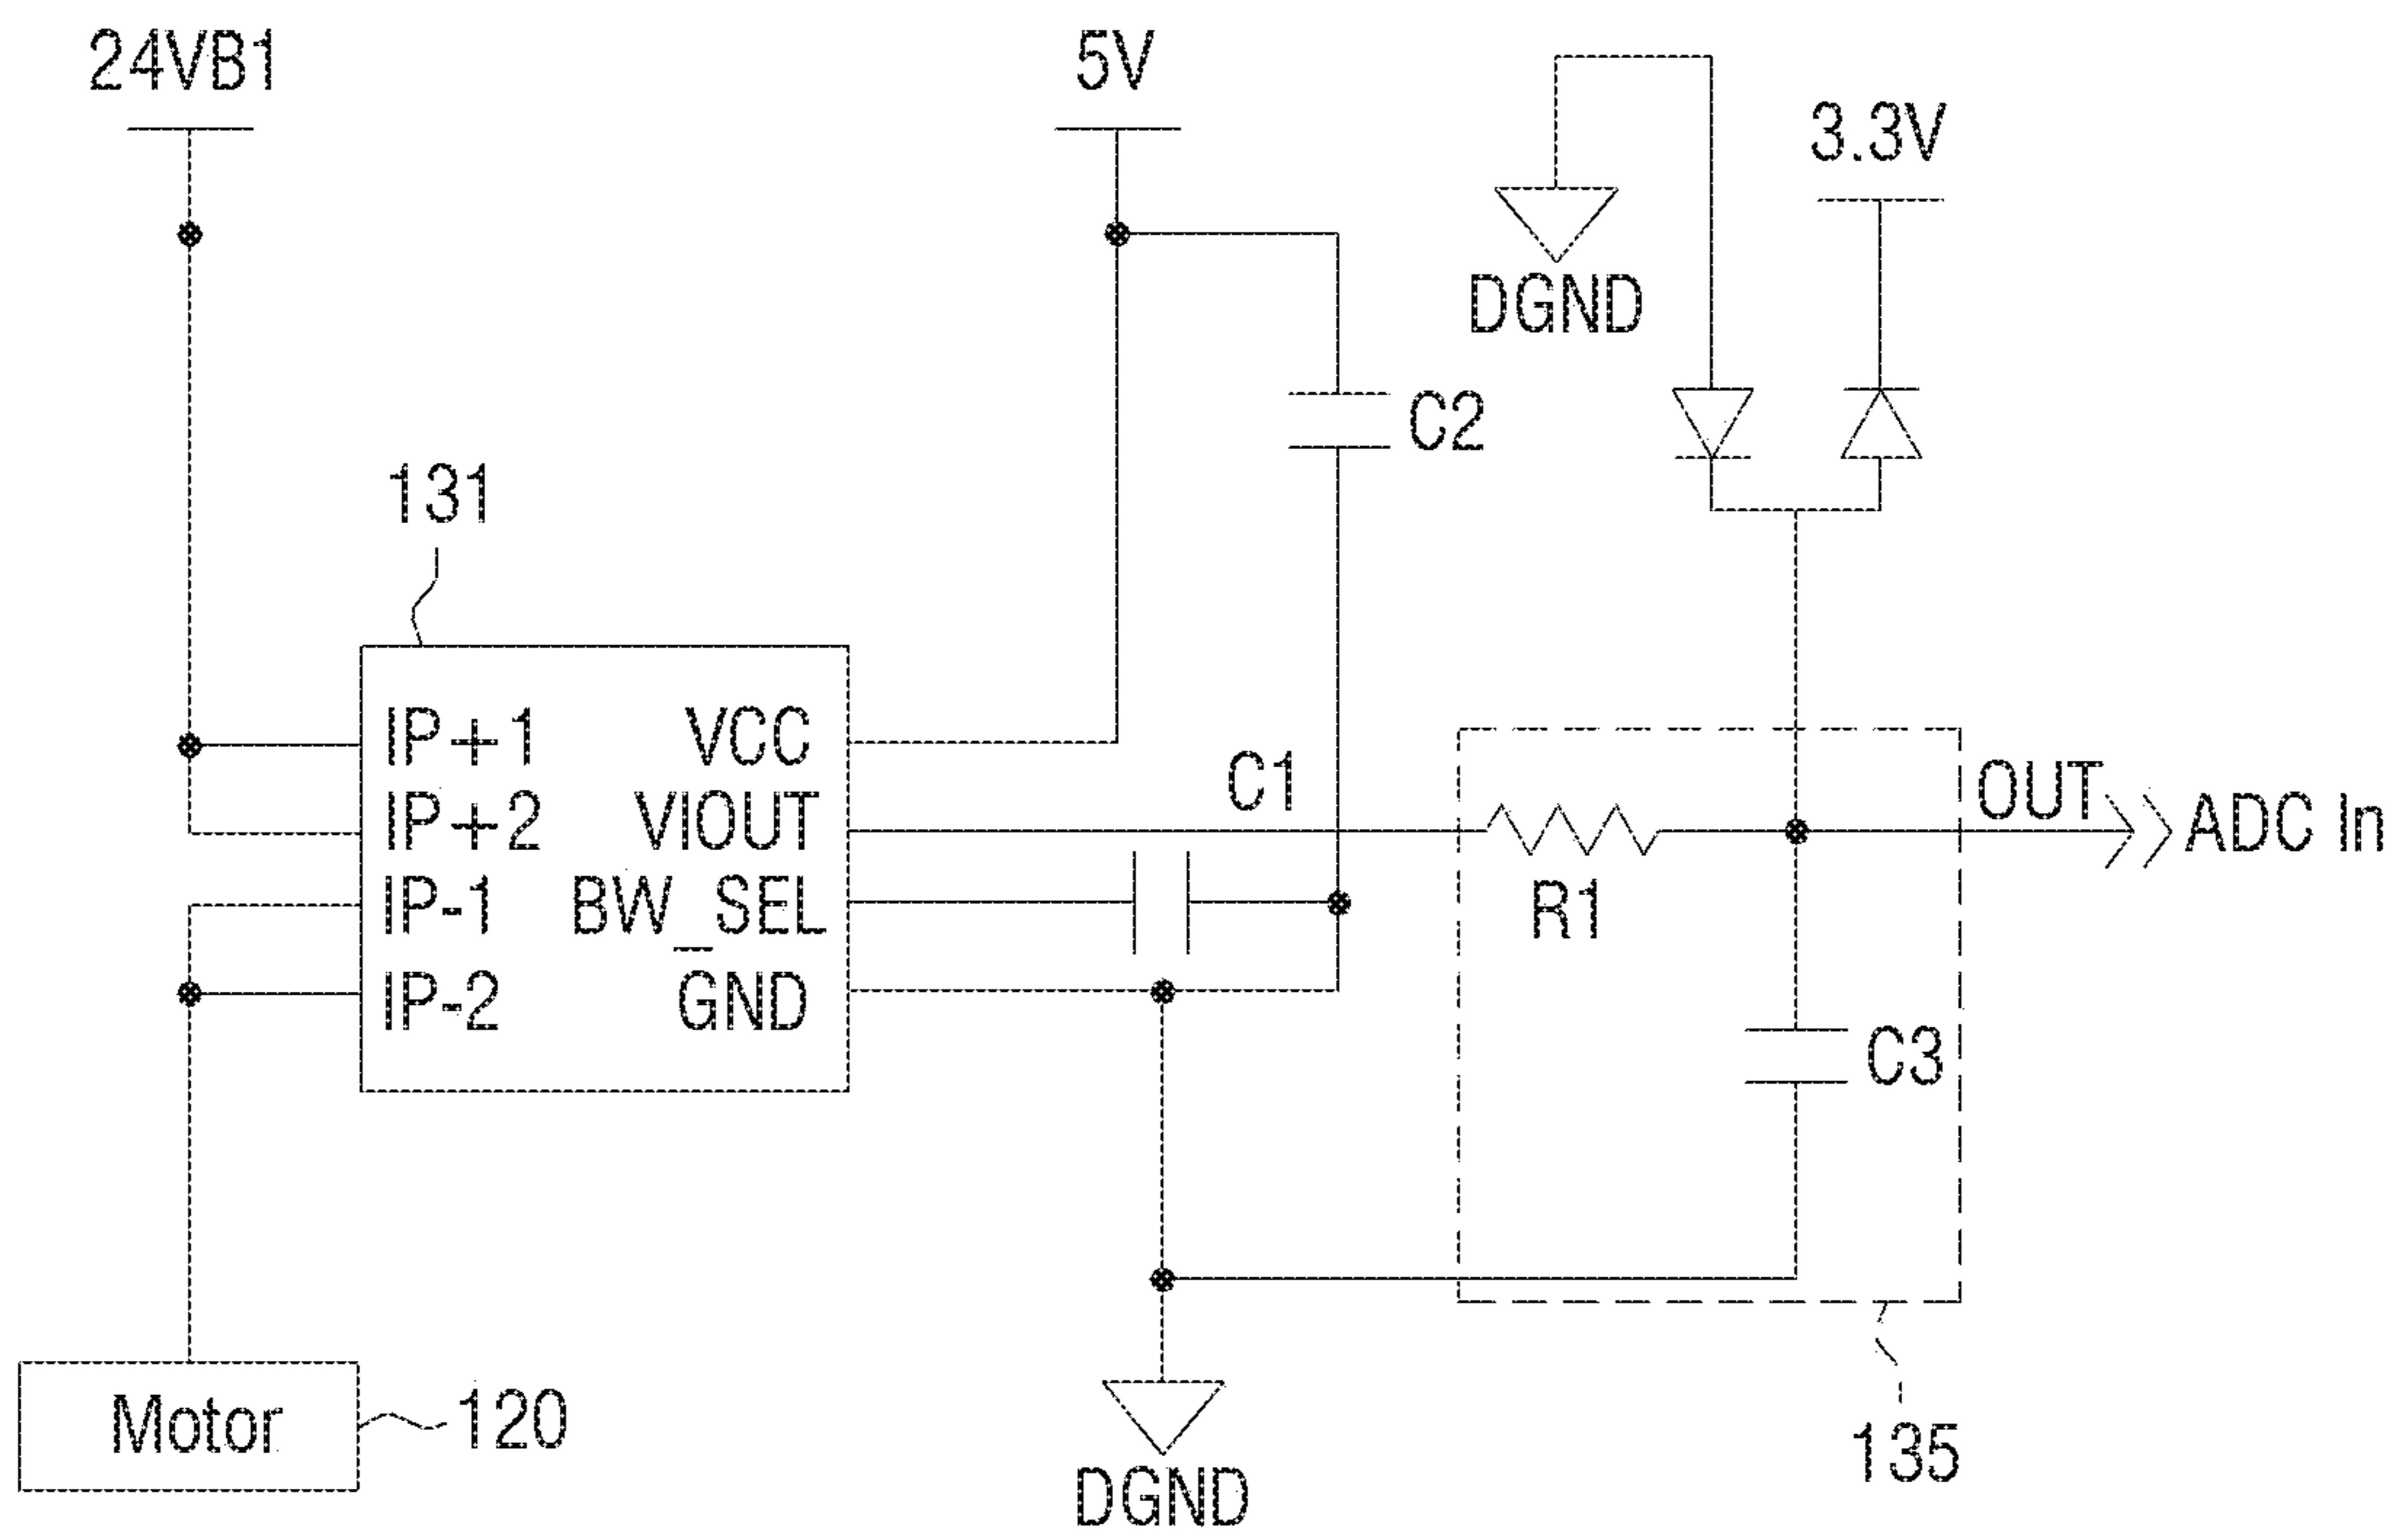 24VB1
5V
3.3V
DGND
C2
131
IP+1 VCC
IP+2 VIOUT
IP-1 BW_SEL
IP-2 GND
C1
OUT
ADC In
R1
C3
Motor
120
DGND
135